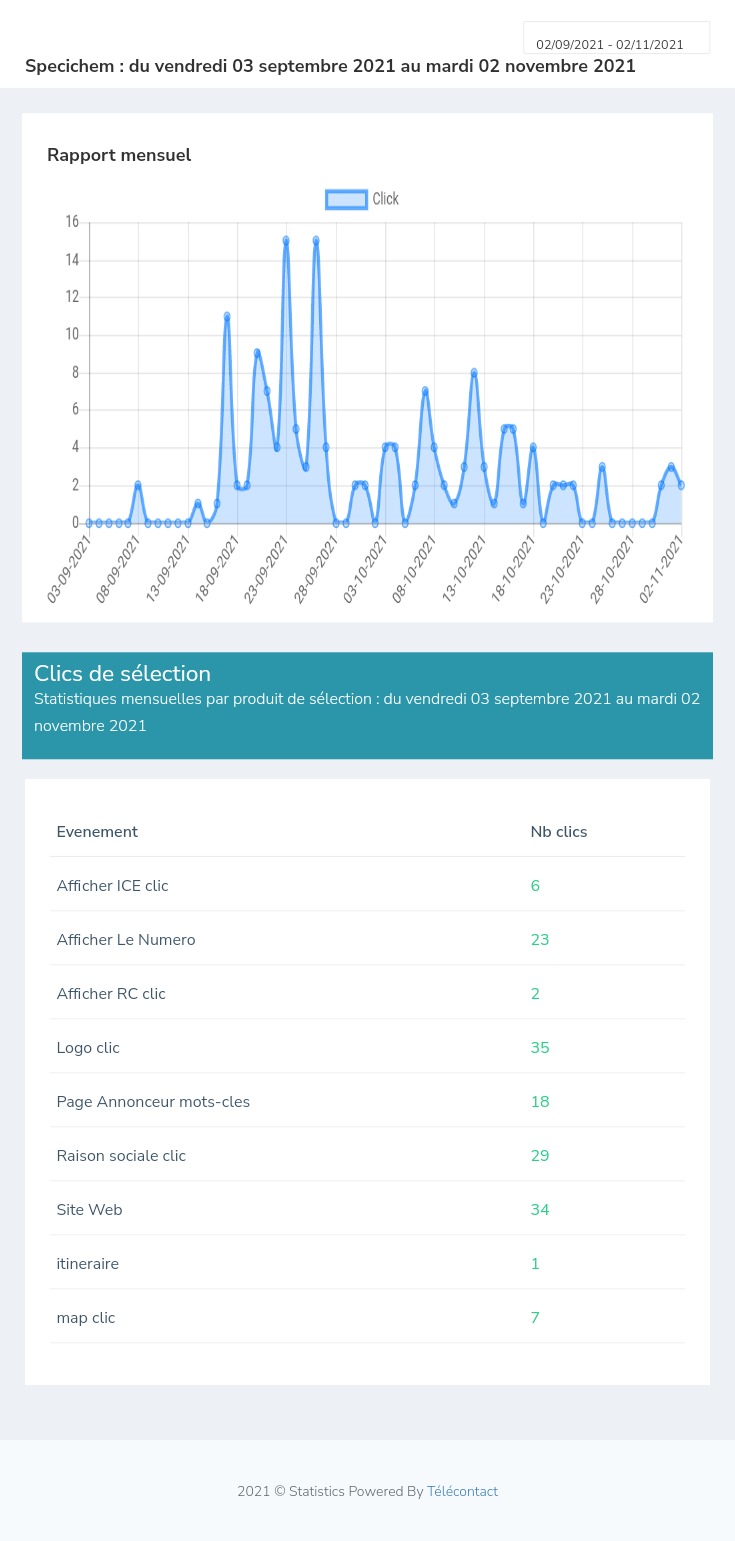 02/09/2021 - 02/11/2021
Specichem : du vendredi 03 septembre 2021 au mardi 02 novembre 2021
Rapport mensuel
Click
16
14
12
10
8
6
4
2
0
03-09-2021
08-09-2021
13-09-2021
18-09-2021
23-09-2021
28-09-2021
03-10-2021
08-10-2021
13-10-2021
18-10-2021
23-10-2021
28-10-2021
02-11-2021
Clics de sélection
Statistiques mensuelles par produit de sélection : du vendredi 03 septembre 2021 au mardi 02
novembre 2021
Evenement Nb clics
Afficher ICE clic 6
Afficher Le Numero 23
Afficher RC clic 2
Logo clic 35
Page Annonceur mots-cles 18
Raison sociale clic 29
Site Web 34
itineraire 1
map clic 7
2021 © Statistics Powered By Télécontact